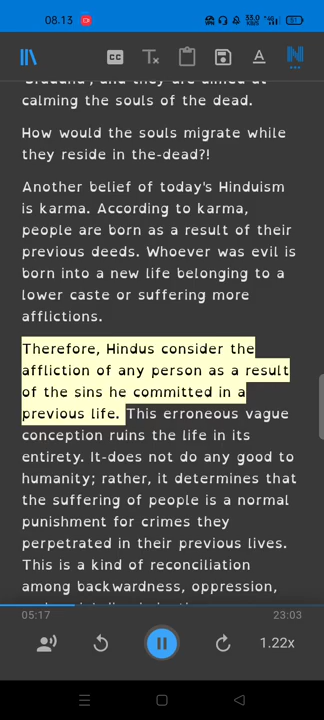 08.13
33.0
57
CC
A
calming the souls of the dead.
How would the souls migrate while
they reside in the-dead?!
Another belief of today's Hinduism
is karma. According to karma,
people are born as a result of their
previous deeds. Whoever was evil is
born into a new life belonging to a
lower caste or suffering more
afflictions.
Therefore, Hindus consider the
affliction of any person as a result
of the sins he committed in a
previous life. This erroneous vague
conception ruins the life in its
entirety. It-does not do any good to
humanity; rather, it determines that
the suffering of people is a normal
punishment for crimes they
perpetrated in their previous lives.
This is a kind of reconciliation
among backwardness, oppression,
05:17
23:03
1.22x